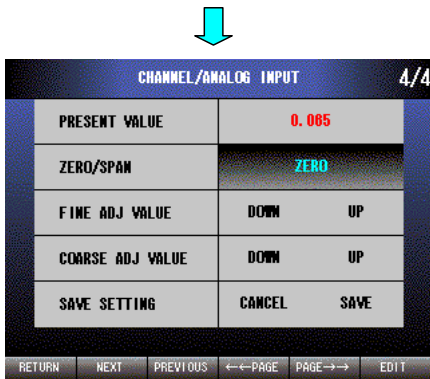 CHANNEL/ANALOG INPUT 4/4
PRESENT VALUE 0.065
ZERO/SPAN ZERO
FINE ADJ VALUE DOWN UP
COARSE ADJ VALUE DOWN UP
SAVE SETTING CANCEL SAVE
RETURN NEXT PREVIOUS ←←PAGE PAGE→→ EDIT